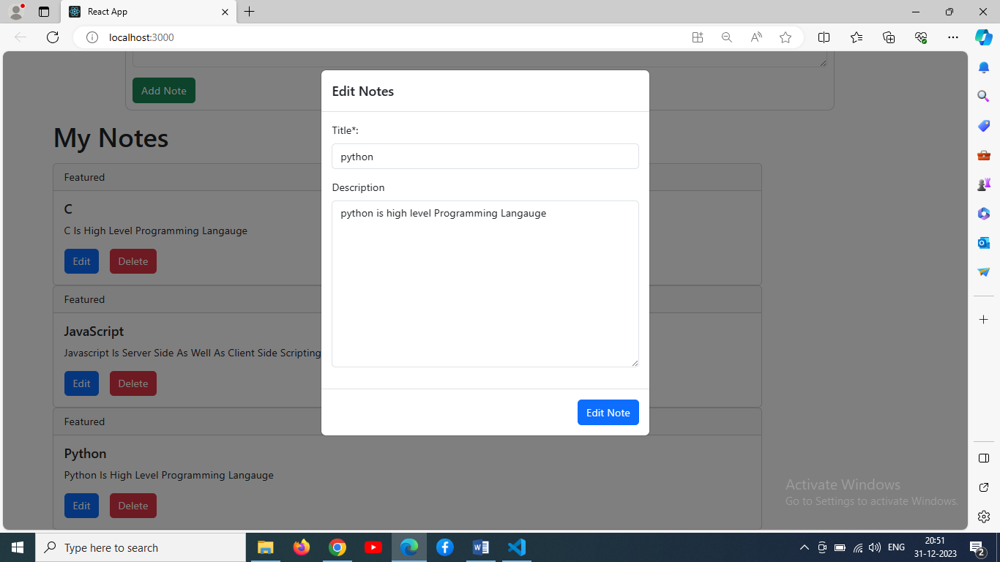 React App
localhost:3000
Add Note
My Notes
Featured
C
C Is High Level Programming Langauge
Edit Delete
Featured
JavaScript
Javascript Is Server Side As Well As Client Side Scripting
Edit Delete
Featured
Python
Python Is High Level Programming Langauge
Edit Delete
Edit Notes
Title*:
python
Description
python is high level Programming Langauge
Edit Note
Activate Windows
Go to Settings to activate Windows.
Type here to search
ENG
20:51
31-12-2023
2